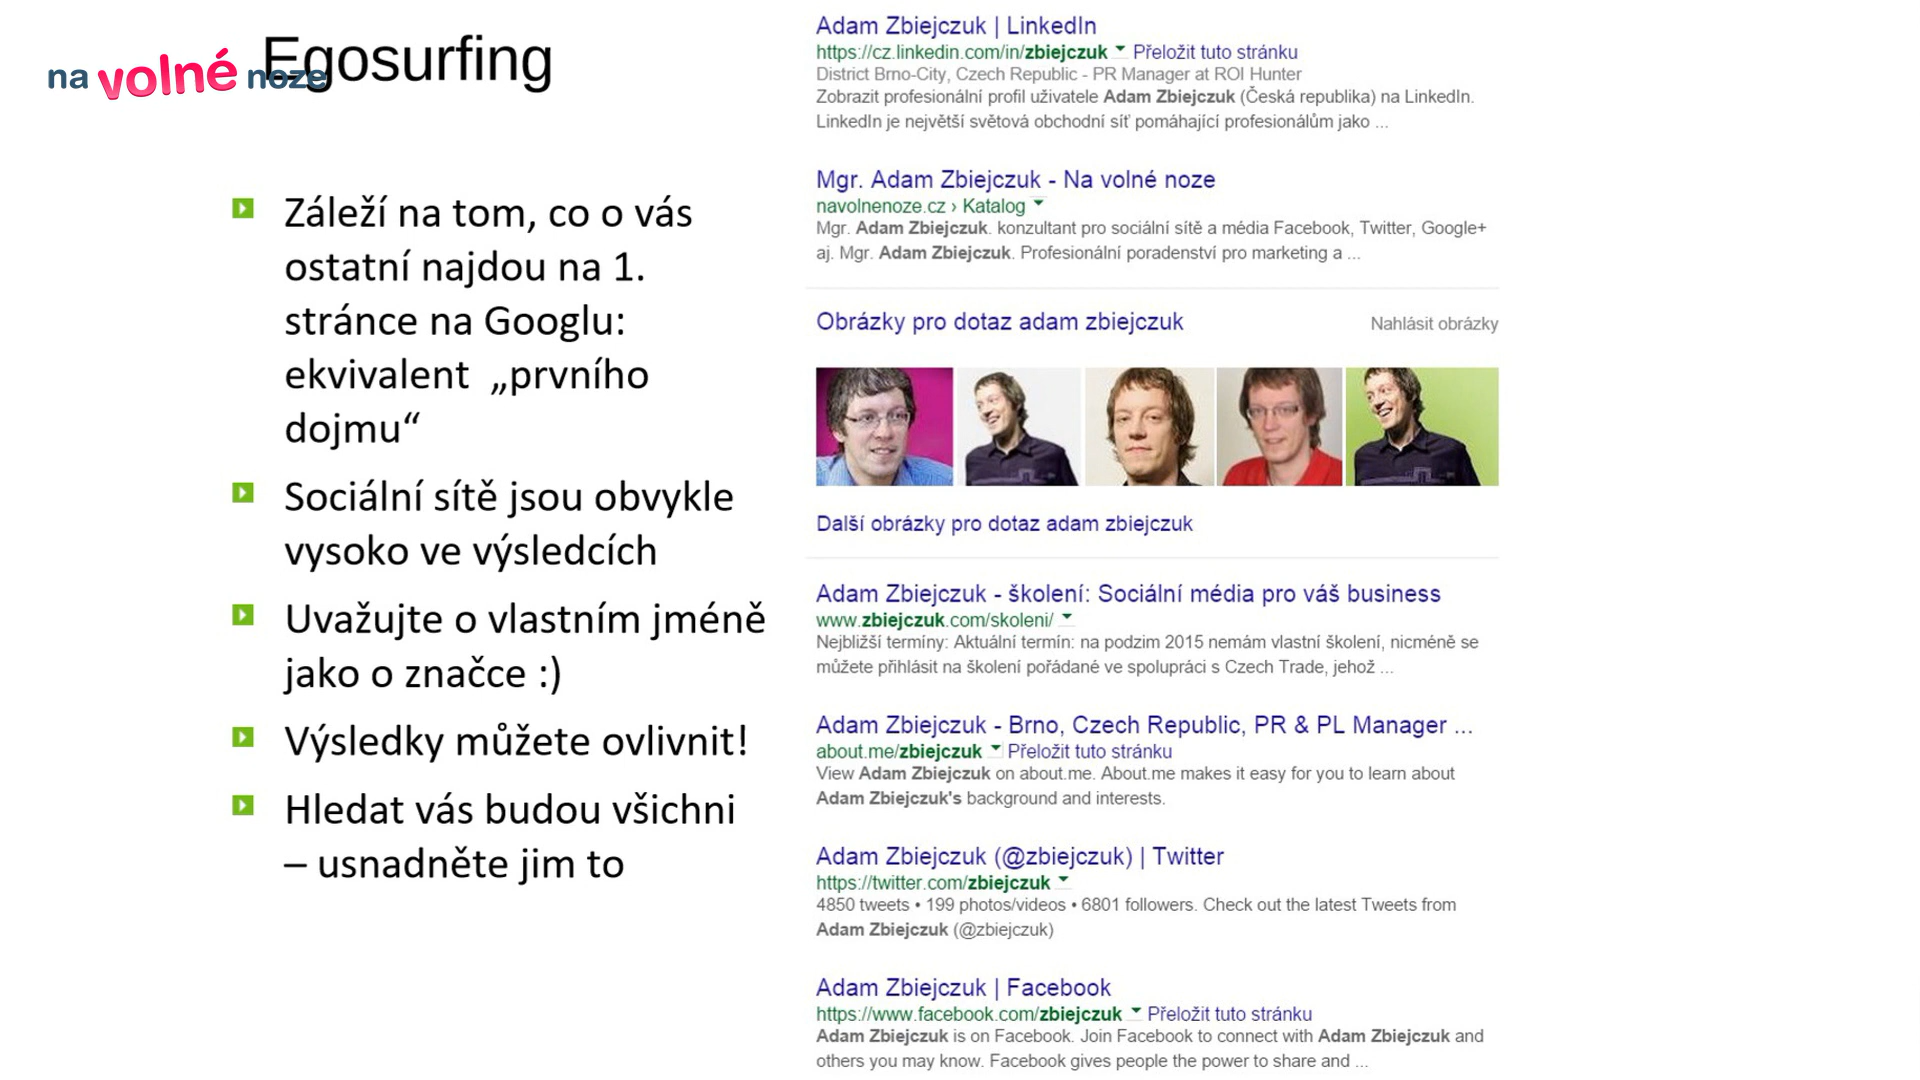 Egosurfing
na volné noze
Záleží na tom, co o vás
ostatní najdou na 1.
stránce na Googlu:
ekvivalent „prvního
dojmu“
Sociální sítě jsou obvykle
vysoko ve výsledcích
Uvažujte o vlastním jméně
jako o značce :)
Výsledky můžete ovlivnit!
Hledat vás budou všichni
– usnadněte jim to
Adam Zbiejczuk | LinkedIn
https://cz.linkedin.com/in/zbiejczuk Přeložit tuto stránku
District Brno-City, Czech Republic - PR Manager at ROI Hunter
Zobrazit profesionální profil uživatele Adam Zbiejczuk (Česká republika) na LinkedIn.
LinkedIn je největší světová obchodní síť pomáhající profesionálům jako ...
Mgr. Adam Zbiejczuk - Na volné noze
navolnenoze.cz › Katalog
Mgr. Adam Zbiejczuk. konzultant pro sociální sítě a média Facebook, Twitter, Google+
aj. Mgr. Adam Zbiejczuk. Profesionální poradenství pro marketing a ...
Obrázky pro dotaz adam zbiejczuk Nahlásit obrázky
Další obrázky pro dotaz adam zbiejczuk
Adam Zbiejczuk - školení: Sociální média pro váš business
www.zbiejczuk.com/skoleni/
Nejbližší termíny: Aktuální termín: na podzim 2015 nemám vlastní školení, nicméně se
můžete přihlásit na školení pořádané ve spolupráci s Czech Trade, jehož ...
Adam Zbiejczuk - Brno, Czech Republic, PR & PL Manager ...
about.me/zbiejczuk Přeložit tuto stránku
View Adam Zbiejczuk on about.me. About.me makes it easy for you to learn about
Adam Zbiejczuk's background and interests.
Adam Zbiejczuk (@zbiejczuk) | Twitter
https://twitter.com/zbiejczuk
4850 tweets • 199 photos/videos • 6801 followers. Check out the latest Tweets from
Adam Zbiejczuk (@zbiejczuk)
Adam Zbiejczuk | Facebook
https://www.facebook.com/zbiejczuk Přeložit tuto stránku
Adam Zbiejczuk is on Facebook. Join Facebook to connect with Adam Zbiejczuk and
others you may know. Facebook gives people the power to share and ...